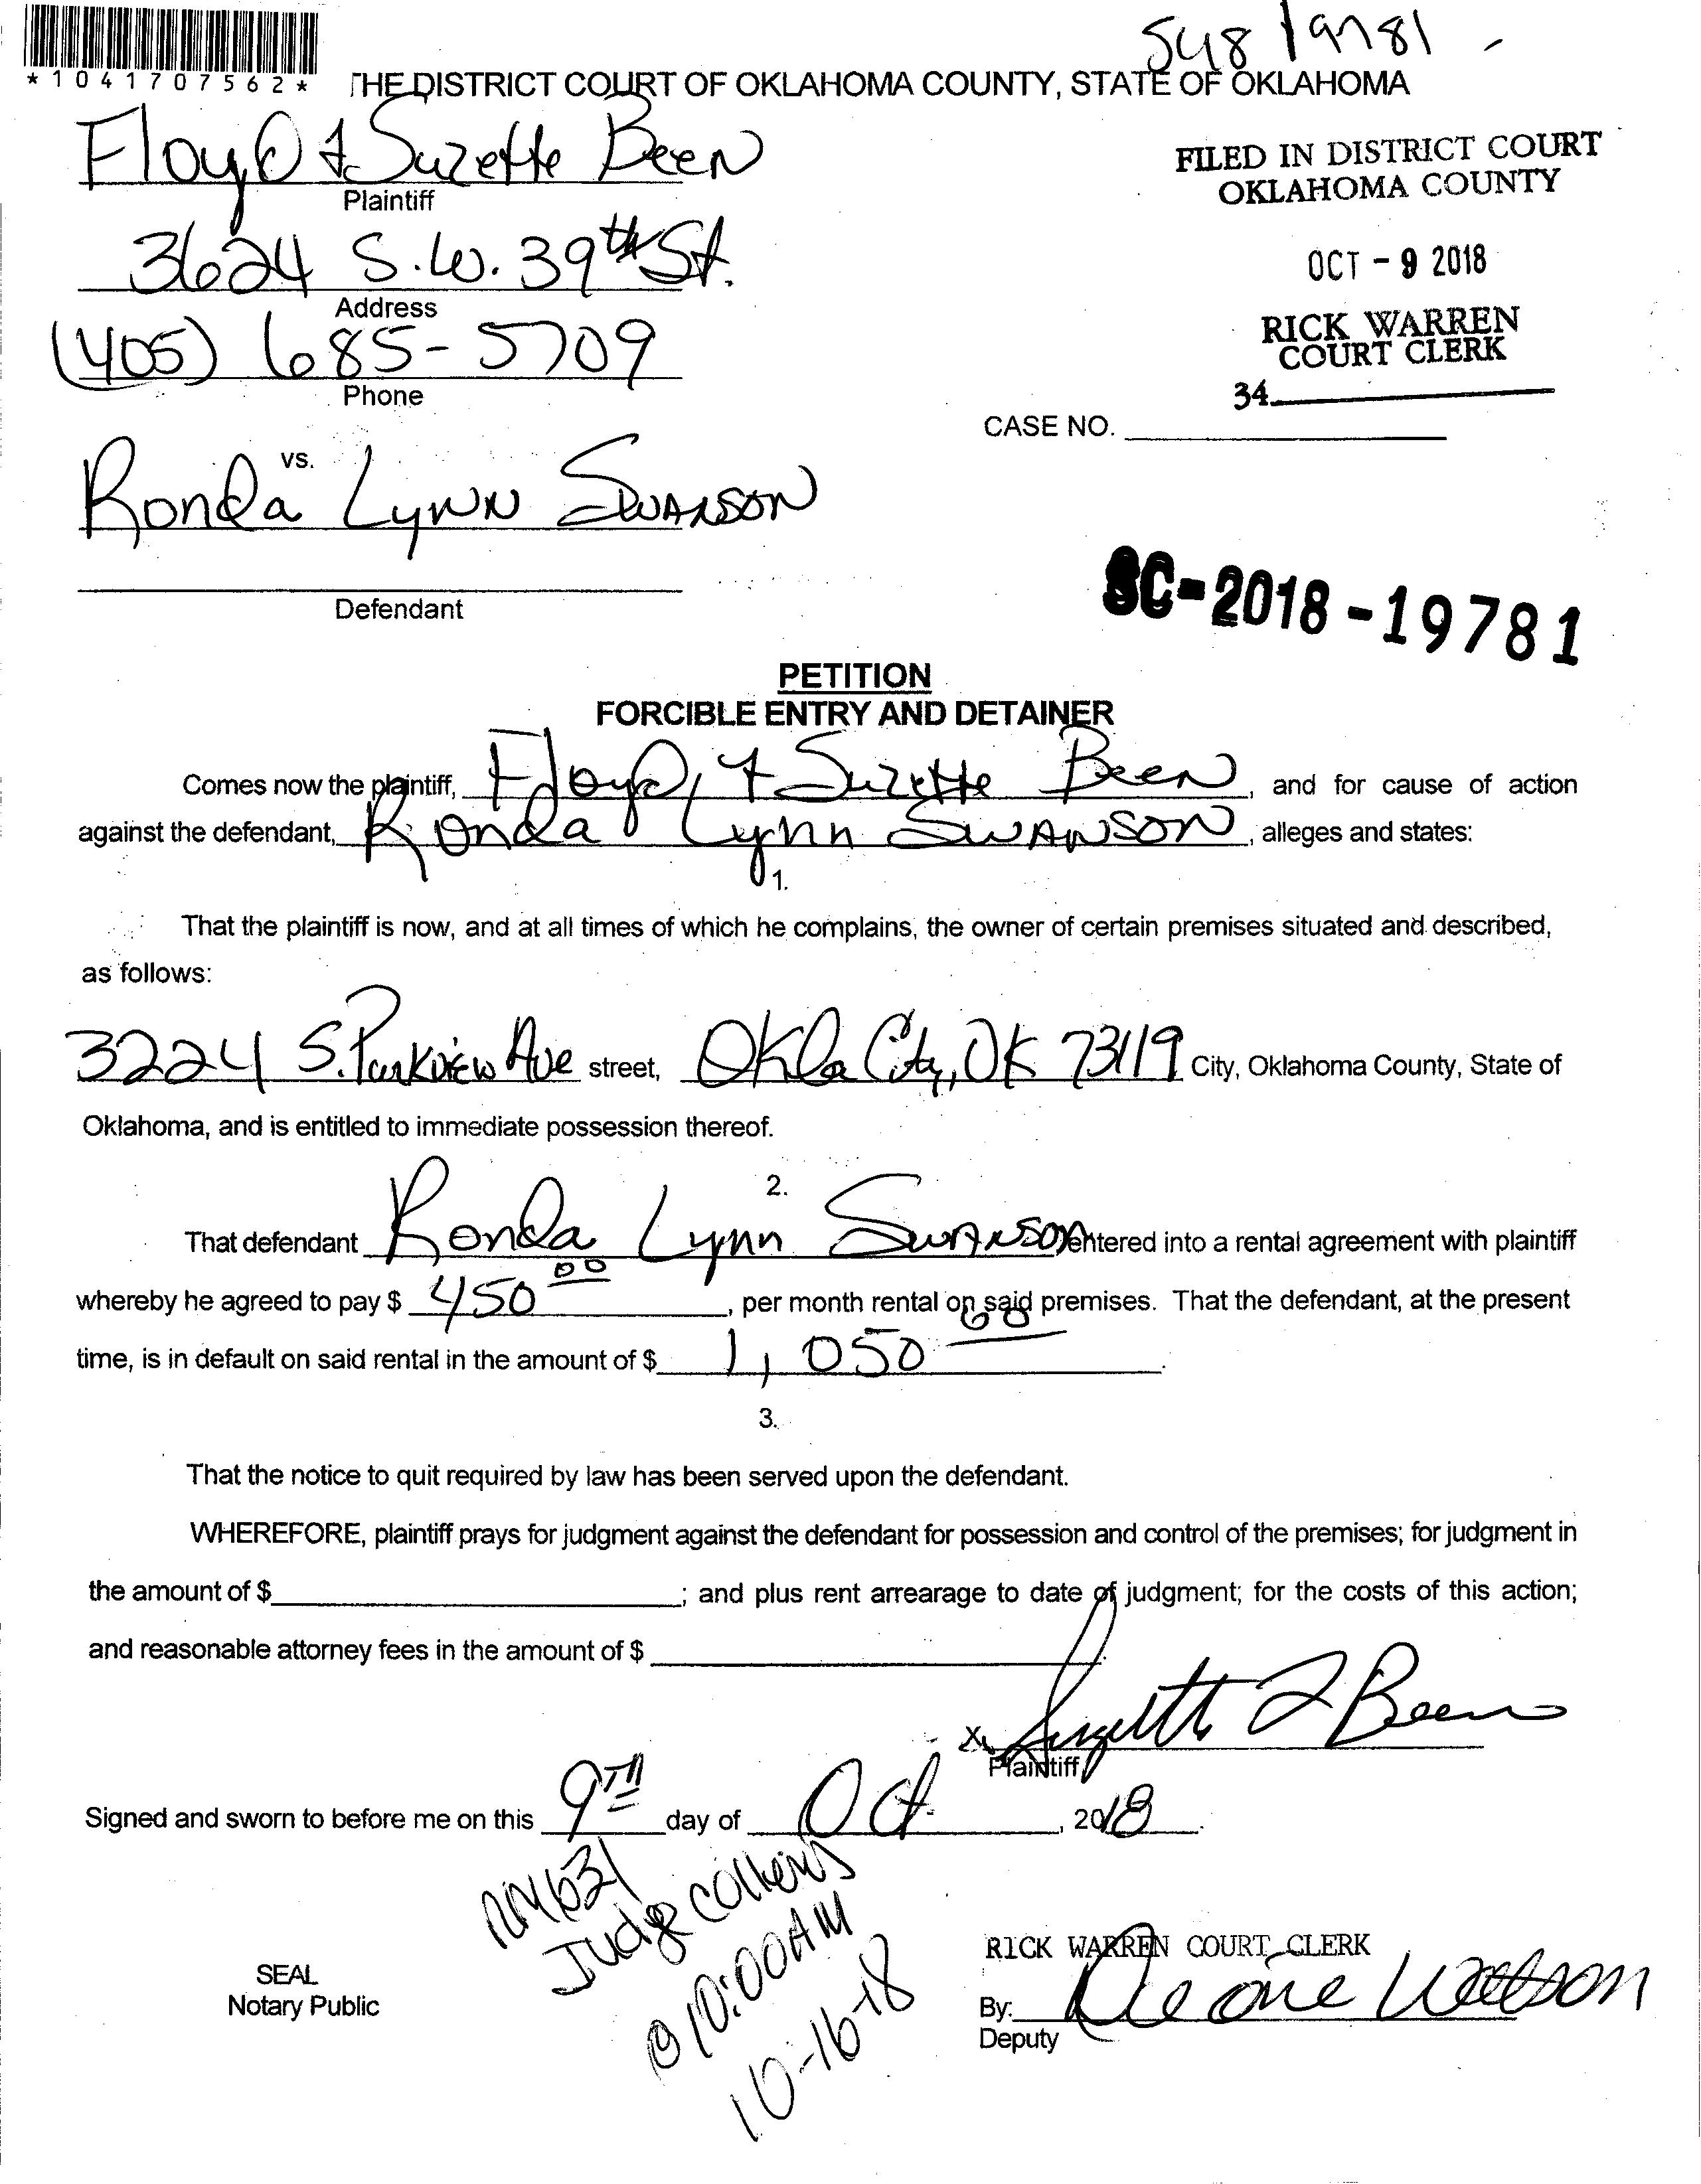 SC18 19781 -
*1041707562*
THE DISTRICT COURT OF OKLAHOMA COUNTY, STATE OF OKLAHOMA
Floyd & Suzette Been
Plaintiff
3624 S.W. 39th St.
Address
(405) 685-5709
Phone
FILED IN DISTRICT COURT
OKLAHOMA COUNTY
OCT - 9 2018
RICK WARREN
COURT CLERK
34
CASE NO.
vs.
Ronda Lynn Swanson
Defendant
SC-2018-19781
PETITION
FORCIBLE ENTRY AND DETAINER
Comes now the plaintiff, Floyd & Suzette Been, and for cause of action
against the defendant, Ronda Lynn Swanson, alleges and states:
1.
That the plaintiff is now, and at all times of which he complains, the owner of certain premises situated and described,
as follows:
3224 S. Parkview Ave street, Okla City, OK 73119 City, Oklahoma County, State of
Oklahoma, and is entitled to immediate possession thereof.
2.
That defendant Ronda Lynn Swanson entered into a rental agreement with plaintiff
whereby he agreed to pay $ 450 00, per month rental on said premises. That the defendant, at the present
time, is in default on said rental in the amount of $ 1,050 00.
3.
That the notice to quit required by law has been served upon the defendant.
WHEREFORE, plaintiff prays for judgment against the defendant for possession and control of the premises; for judgment in
the amount of $; and plus rent arrearage to date of judgment; for the costs of this action;
and reasonable attorney fees in the amount of $.
X Suzette L Been
Plaintiff
Signed and sworn to before me on this 9TH day of Oct., 2018.
RM631
Judge Collins
@ 10:00AM
10-16-18
SEAL
Notary Public
RICK WARREN COURT CLERK
By: Deone Watson
Deputy